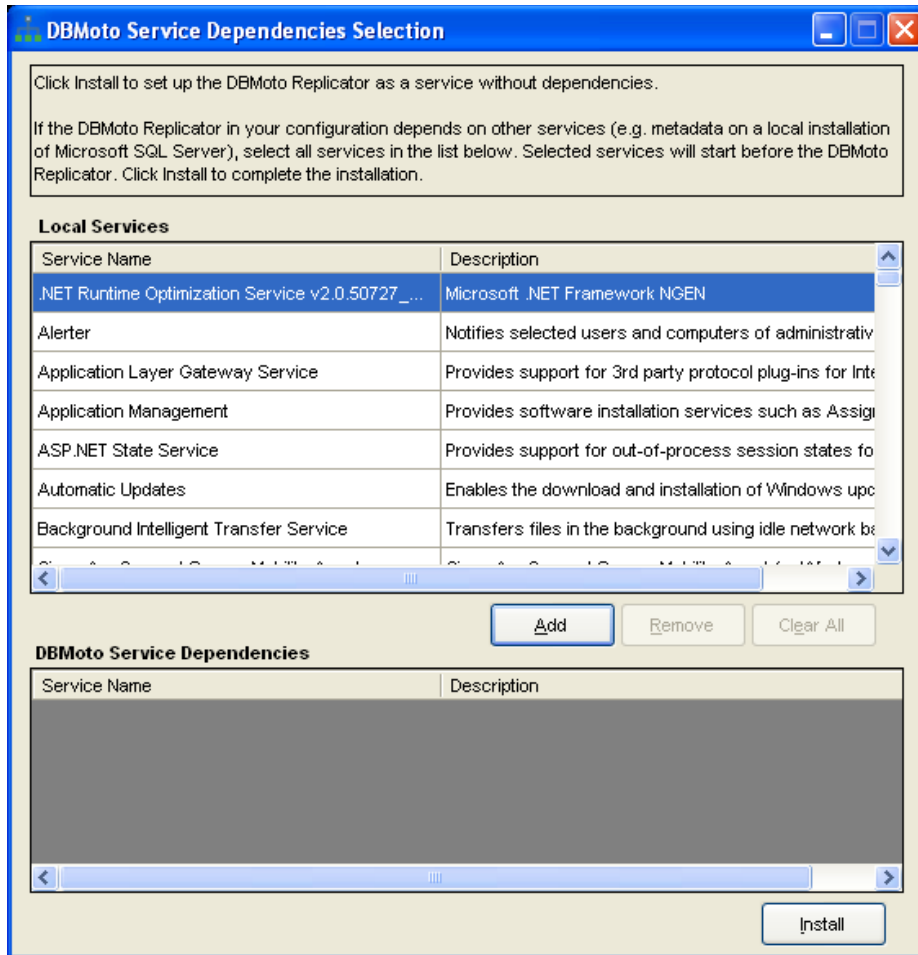 DBMoto Service Dependencies Selection
Click Install to set up the DBMoto Replicator as a service without dependencies.
If the DBMoto Replicator in your configuration depends on other services (e.g. metadata on a local installation
of Microsoft SQL Server), select all services in the list below. Selected services will start before the DBMoto
Replicator. Click Install to complete the installation.
Local Services
Service Name Description
.NET Runtime Optimization Service v2.0.50727_... Microsoft .NET Framework NGEN
Alerter Notifies selected users and computers of administrativ
Application Layer Gateway Service Provides support for 3rd party protocol plug-ins for Inte
Application Management Provides software installation services such as Assign
ASP.NET State Service Provides support for out-of-process session states fo
Automatic Updates Enables the download and installation of Windows upd
Background Intelligent Transfer Service Transfers files in the background using idle network ba
Add Remove Clear All
DBMoto Service Dependencies
Service Name Description
Install